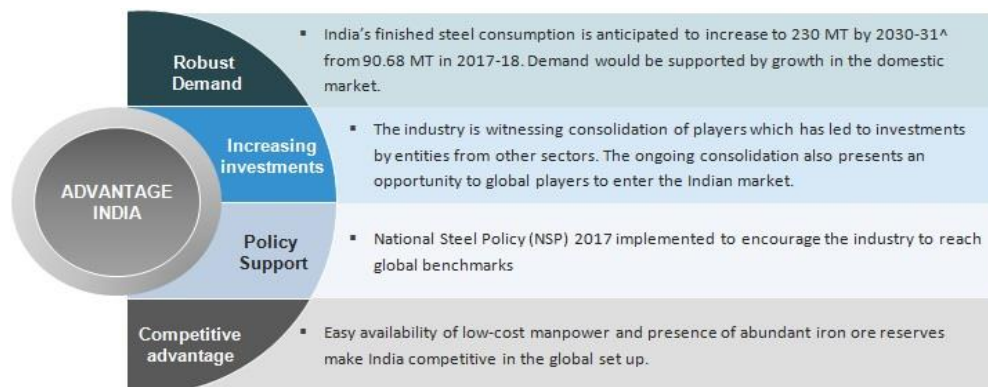 ADVANTAGE
INDIA
Robust
Demand
▪ India's finished steel consumption is anticipated to increase to 230 MT by 2030-31^
from 90.68 MT in 2017-18. Demand would be supported by growth in the domestic
market.
Increasing
investments
▪ The industry is witnessing consolidation of players which has led to investments
by entities from other sectors. The ongoing consolidation also presents an
opportunity to global players to enter the Indian market.
Policy
Support
▪ National Steel Policy (NSP) 2017 implemented to encourage the industry to reach
global benchmarks
Competitive
advantage
▪ Easy availability of low-cost manpower and presence of abundant iron ore reserves
make India competitive in the global set up.